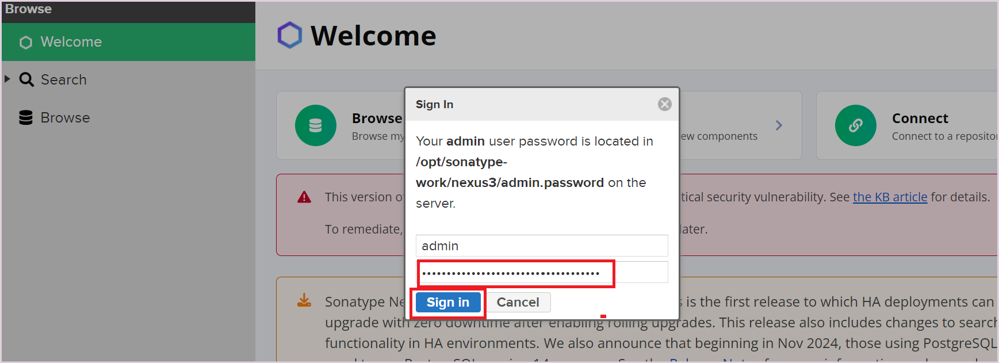 Browse
Welcome
Search
Browse
Welcome
Browse
Browse my
ew components
Connect
Connect to a
This version
tical security vulnerability. See the KB article for details.
To remediate,
later.
Sign In
Your admin user password is located in
/opt/sonatype-
work/nexus3/admin.password on the
server.
admin
Sign in
Cancel
Sonatype
is the first release to which HA deployments can
upgrade with zero downtime after enabling rolling upgrades. This release also includes changes to search
functionality in HA environments. We also announce that beginning in Nov 2024, those using PostgreSQL